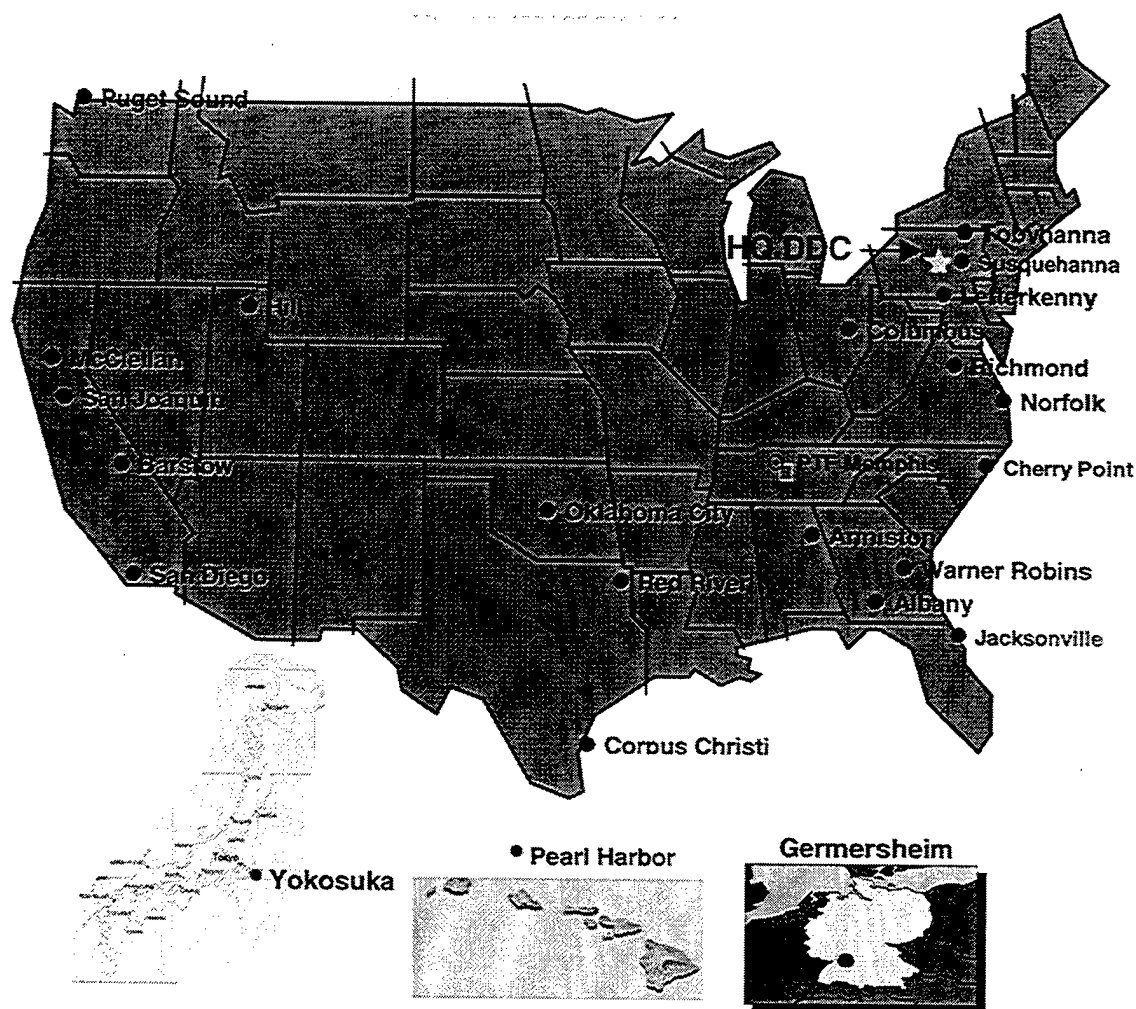 Puget Sound
Tobyhanna
HQ DDC
Susquehanna
Hill
Letterkenny
Columbus
McClellan
Richmond
San Joaquin
Norfolk
Barstow
PTF Memphis
Cherry Point
Oklahoma City
Anniston
San Diego
Red River
Warner Robins
Albany
Jacksonville
Corpus Christi
Tokyo
Yokosuka
Pearl Harbor
Germersheim